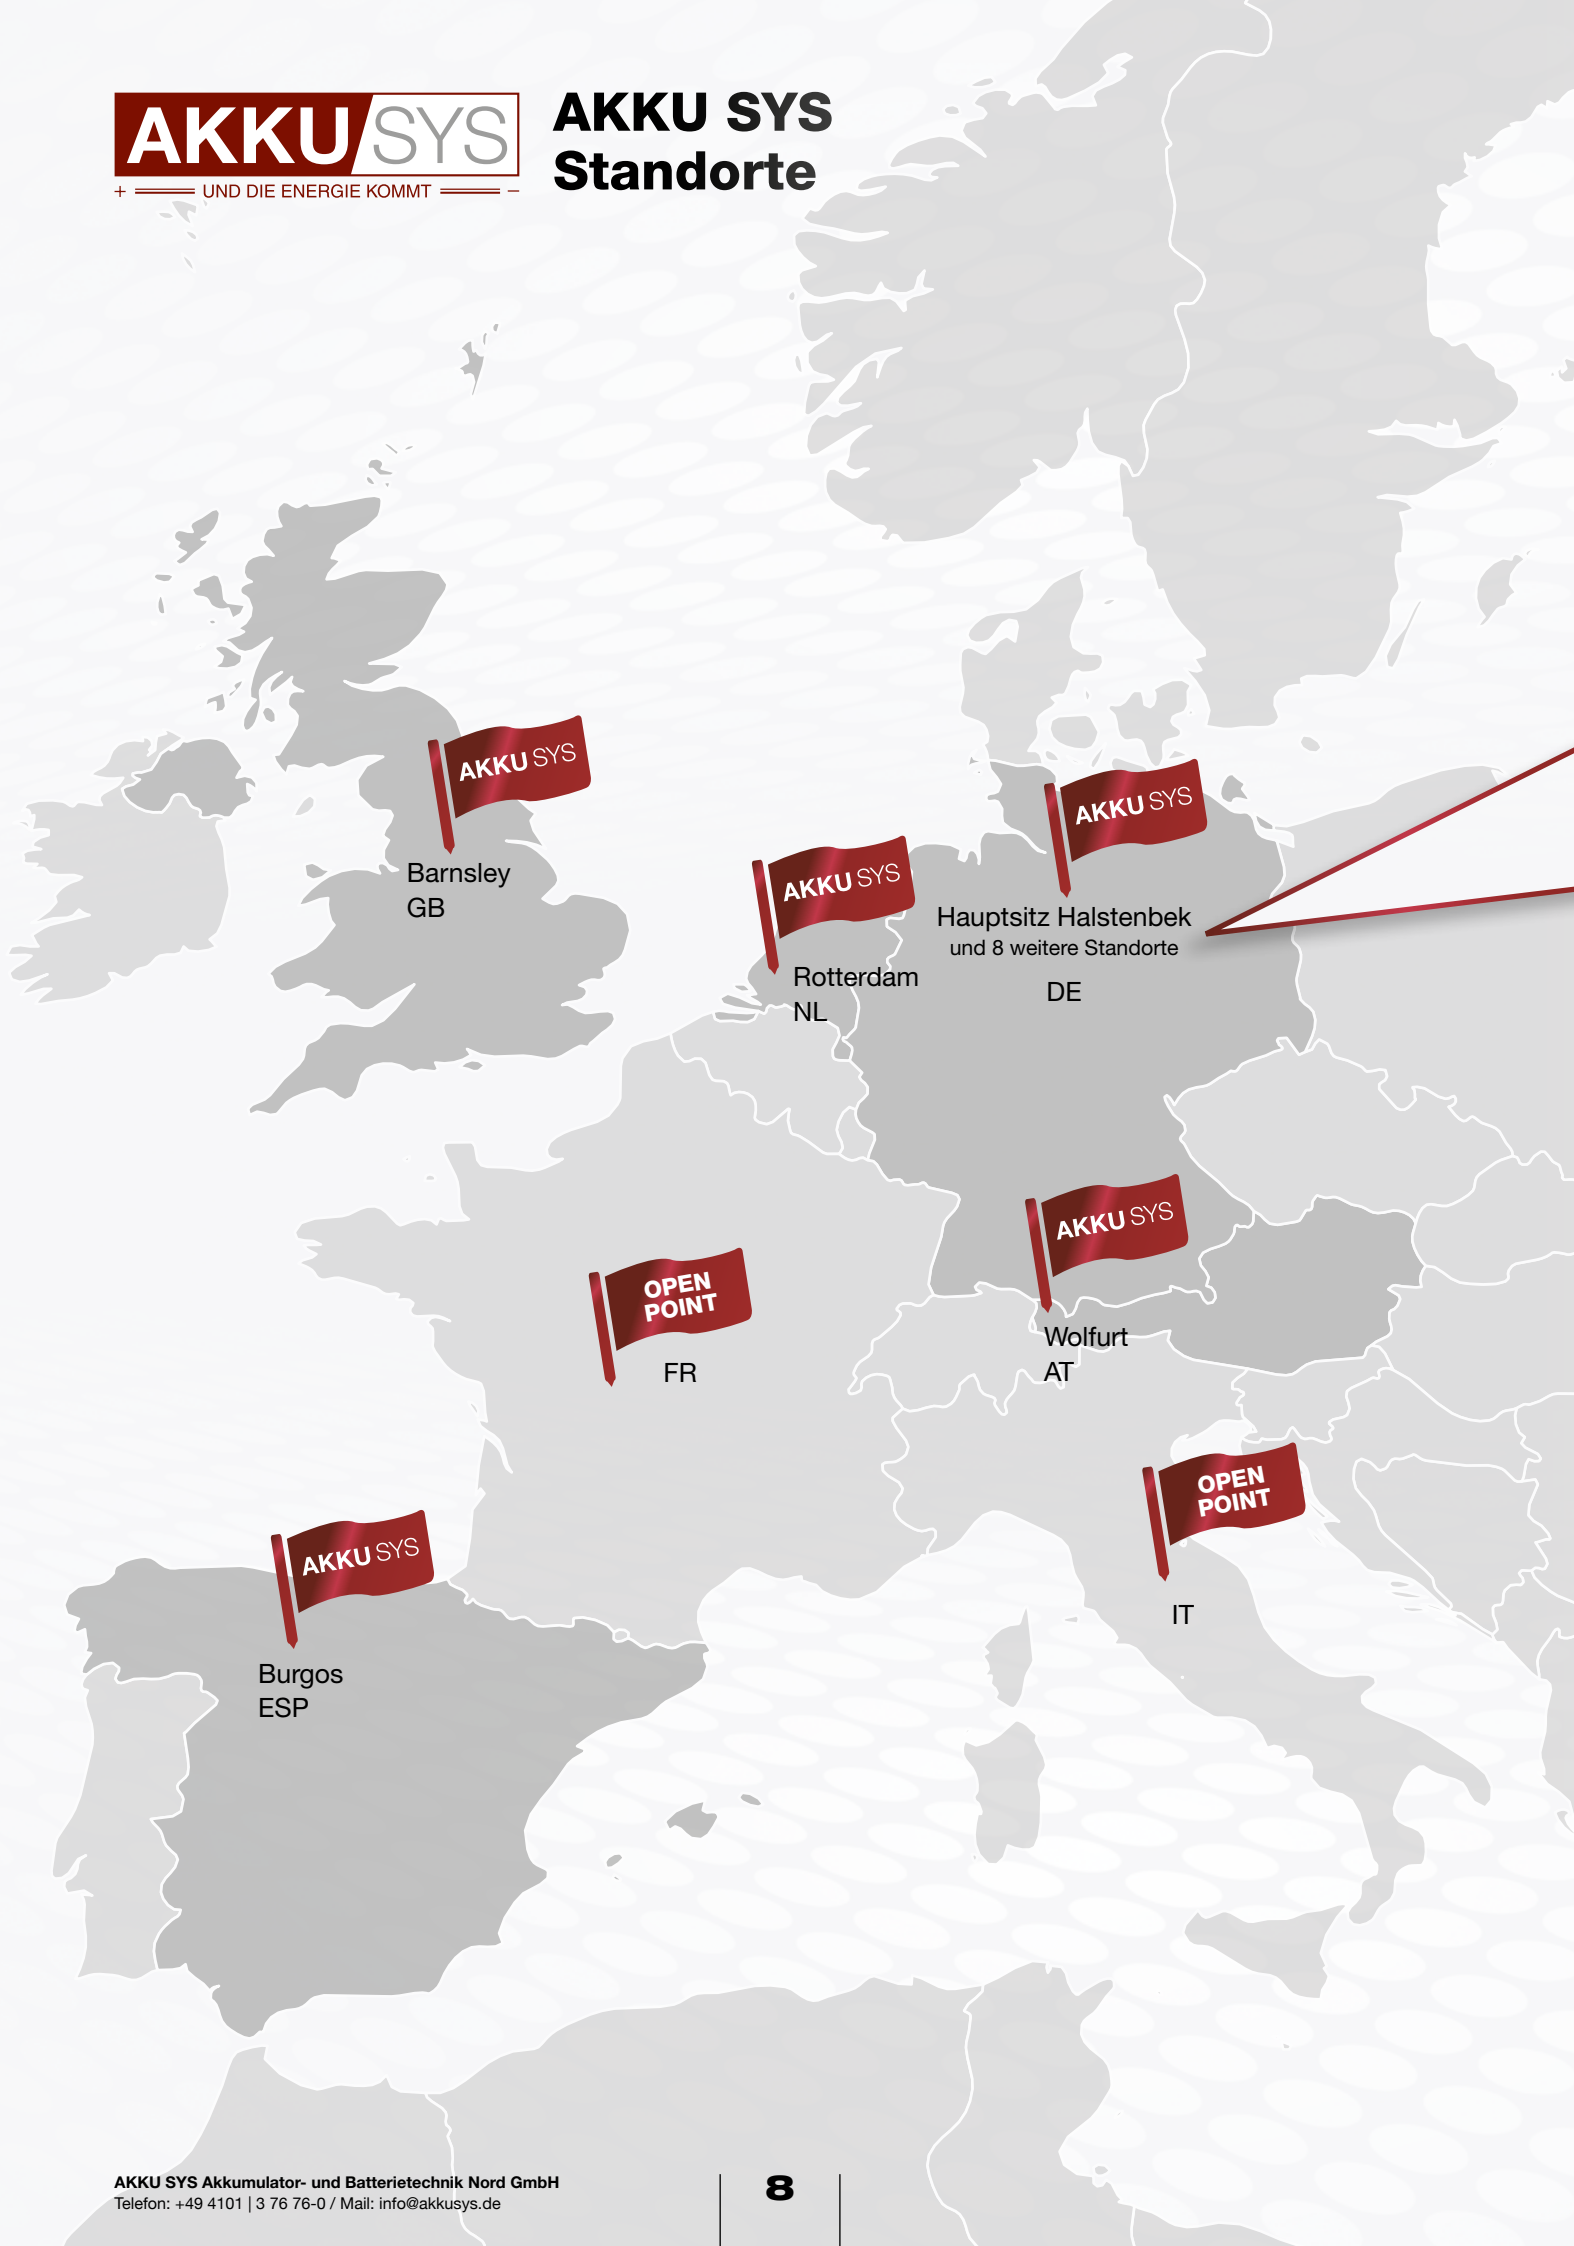 AKKU SYS
+ UND DIE ENERGIE KOMMT −
AKKU SYS
Standorte
AKKU SYS
Barnsley
GB
AKKU SYS
Rotterdam
NL
AKKU SYS
Hauptsitz Halstenbek
und 8 weitere Standorte
DE
AKKU SYS
Wolfurt
AT
OPEN
POINT
FR
OPEN
POINT
IT
AKKU SYS
Burgos
ESP
AKKU SYS Akkumulator- und Batterietechnik Nord GmbH
Telefon: +49 4101 | 3 76 76-0 / Mail: info@akkusys.de
8